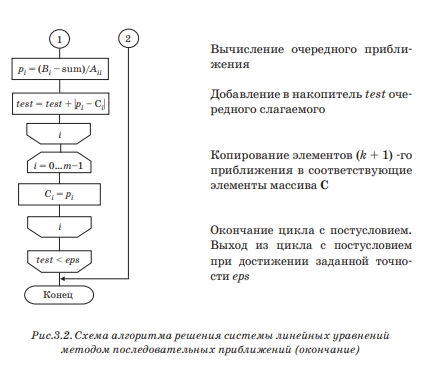 1
2
p_i = (B_i – sum)/A_ii
Вычисление очередного прибли-
жения
test = test + |p_i – C_i|
Добавление в накопитель test оче-
редного слагаемого
i
i = 0...m–1
Копирование элементов (k + 1) -го
приближения в соответствующие
элементы массива C
C_i = p_i
i
Окончание цикла с постусловием.
Выход из цикла с постусловием
при достижении заданной точно-
сти eps
test < eps
Конец
Рис.3.2. Схема алгоритма решения системы линейных уравнений
методом последовательных приближений (окончание)